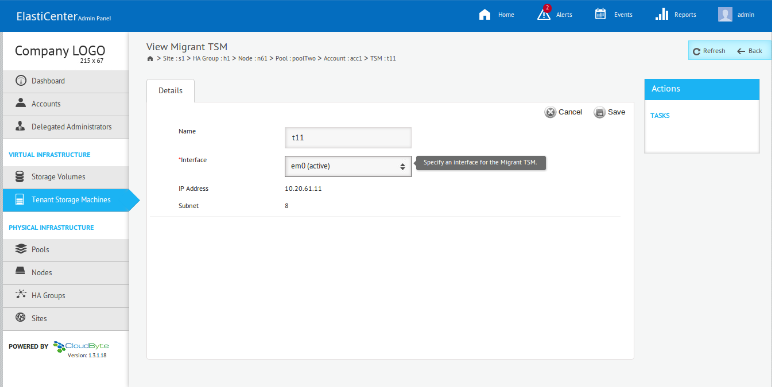 ElastiCenter Admin Panel
Home
Alerts
2
Events
Reports
admin
Company LOGO
215 x 67
View Migrant TSM
> Site : s1 > HA Group : h1 > Node : n61 > Pool : poolTwo > Account : acc1 > TSM : t11
Refresh
Back
Dashboard
Accounts
Delegated Administrators
VIRTUAL INFRASTRUCTURE
Storage Volumes
Tenant Storage Machines
PHYSICAL INFRASTRUCTURE
Pools
Nodes
HA Groups
Sites
POWERED BY CloudByte
Version: 1.3.1.18
Details
Cancel
Save
Name
t11
*Interface
em0 (active)
Specify an interface for the Migrant TSM.
IP Address
10.20.61.11
Subnet
8
Actions
TASKS